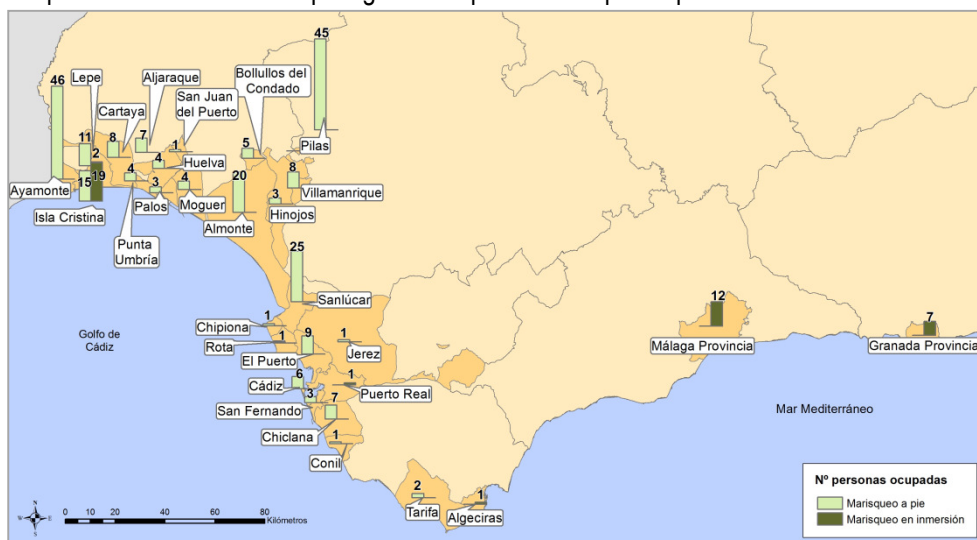 45
46
Lepe
Aljaraque
Bollullos del
Condado
Cartaya
San Juan
del Puerto
11
8
7
1
5
2
4
Huelva
Pilas
8
15
19
4
3
4
20
3
Villamanrique
Ayamonte
Palos
Moguer
Hinojos
Isla Cristina
Almonte
Punta
Umbría
25
Sanlúcar
12
7
Chipiona
1
Golfo de
Cádiz
Rota
1
9
1
Málaga Provincia
Granada Provincia
El Puerto
Jerez
Cádiz
6
1
Puerto Real
3
San Fernando
7
Mar Mediterráneo
Chiclana
1
Conil
2
1
Tarifa
Algeciras
Nº personas ocupadas
Marisqueo a pie
Marisqueo en inmersión
N
W E
S
0 10 20 40 60 80
Kilómetros